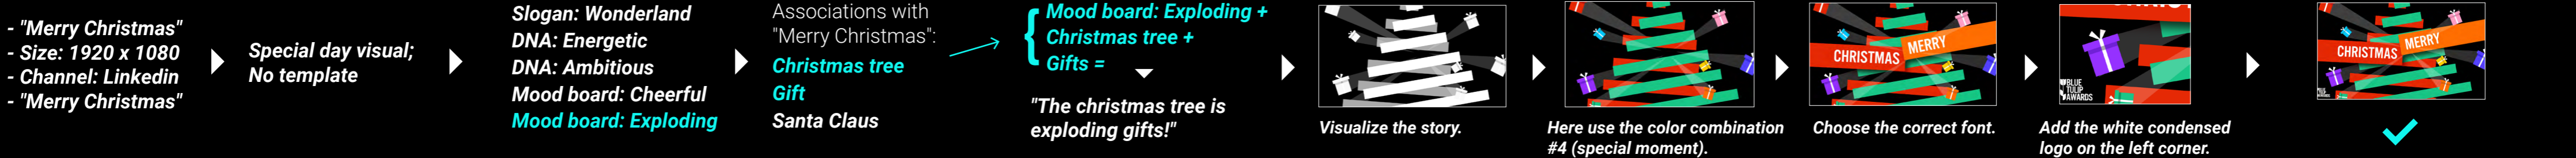 - "Merry Christmas"
- Size: 1920 x 1080
- Channel: Linkedin
- "Merry Christmas"
Special day visual;
No template
Slogan: Wonderland
DNA: Energetic
DNA: Ambitious
Mood board: Cheerful
Mood board: Exploding
Associations with
"Merry Christmas":
Christmas tree
Gift
Santa Claus
Mood board: Exploding +
Christmas tree +
Gifts =
"The christmas tree is
exploding gifts!"
Visualize the story.
Here use the color combination
#4 (special moment).
MERRY
CHRISTMAS
Choose the correct font.
BLUE
TULIP
AWARDS
Add the white condensed
logo on the left corner.
MERRY
CHRISTMAS